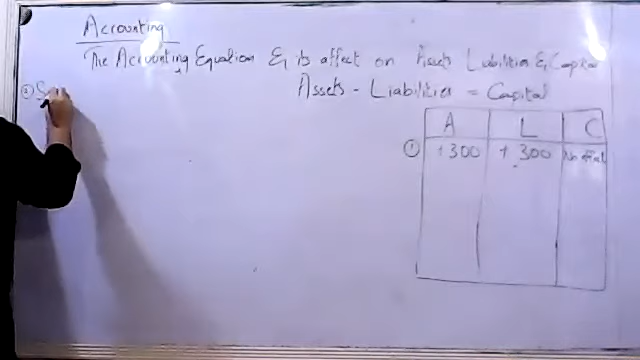 Accounting
The Accounting Equation & its affect on Assets Liabilities & Capital
Assets - Liabilities = Capital
② S
A L C
① +300 +300 No effect